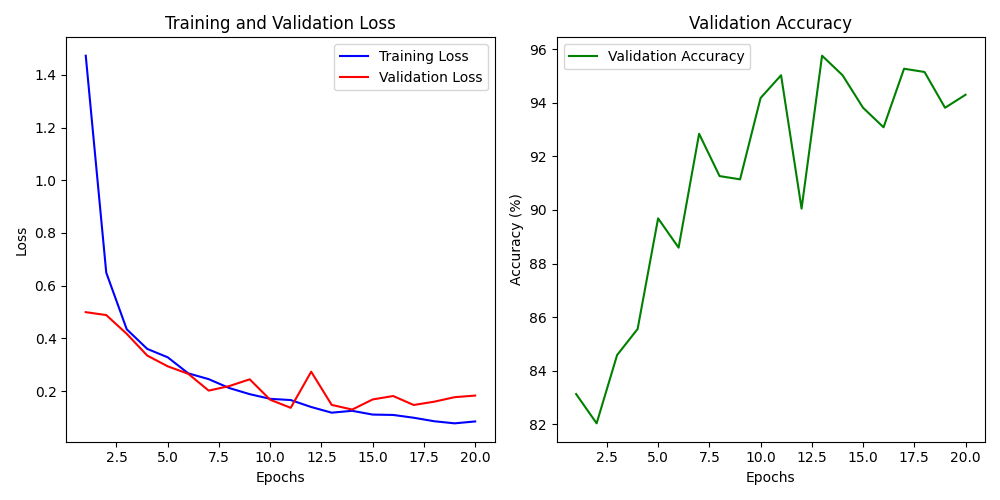 Training and Validation Loss
Training Loss
Validation Loss
1.4
1.2
1.0
0.8
0.6
0.4
0.2
Loss
2.5 5.0 7.5 10.0 12.5 15.0 17.5 20.0
Epochs
Validation Accuracy
Validation Accuracy
96
94
92
90
88
86
84
82
Accuracy (%)
2.5 5.0 7.5 10.0 12.5 15.0 17.5 20.0
Epochs